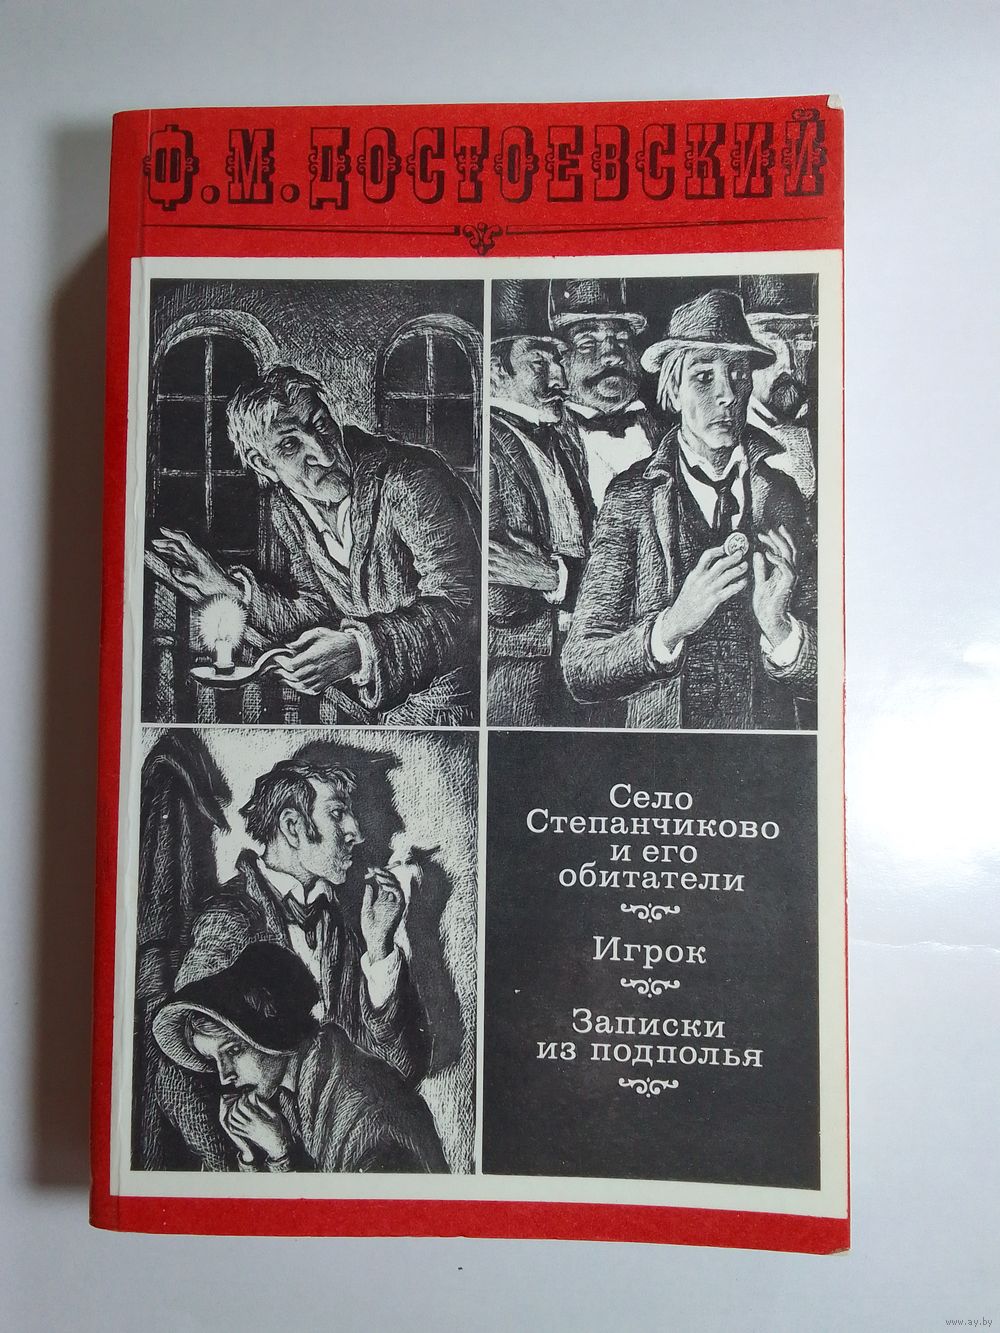 Ф.М.ДОСТОЕВСКИЙ
Село
Степанчиково
и его
обитатели
Игрок
Записки
из подполья
www.ay.by